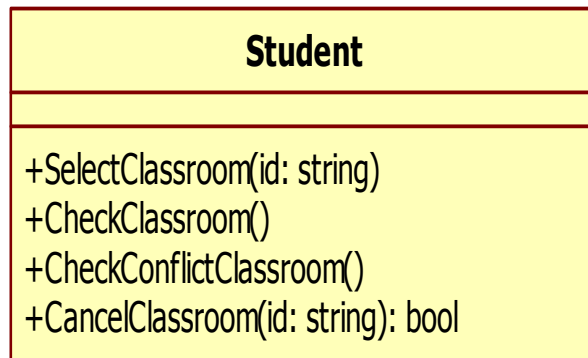 Student
+SelectClassroom(id: string)
+CheckClassroom()
+CheckConflictClassroom()
+CancelClassroom(id: string): bool